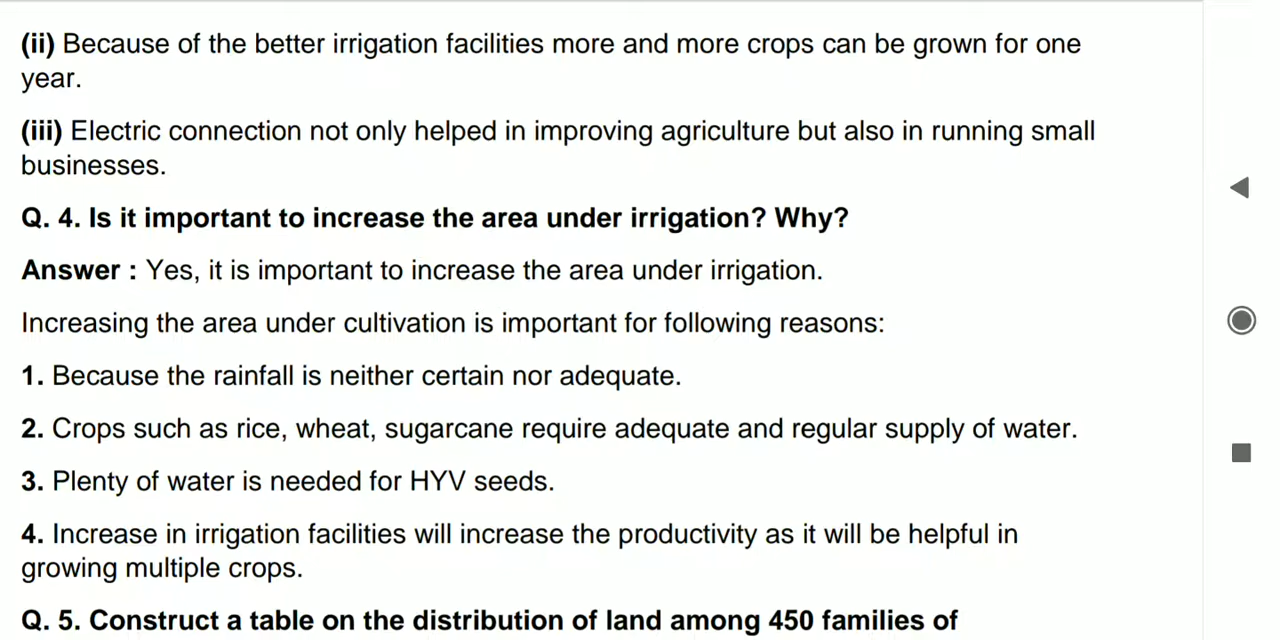 (ii) Because of the better irrigation facilities more and more crops can be grown for one
year.
(iii) Electric connection not only helped in improving agriculture but also in running small
businesses.
Q. 4. Is it important to increase the area under irrigation? Why?
Answer : Yes, it is important to increase the area under irrigation.
Increasing the area under cultivation is important for following reasons:
1. Because the rainfall is neither certain nor adequate.
2. Crops such as rice, wheat, sugarcane require adequate and regular supply of water.
3. Plenty of water is needed for HYV seeds.
4. Increase in irrigation facilities will increase the productivity as it will be helpful in
growing multiple crops.
Q. 5. Construct a table on the distribution of land among 450 families of